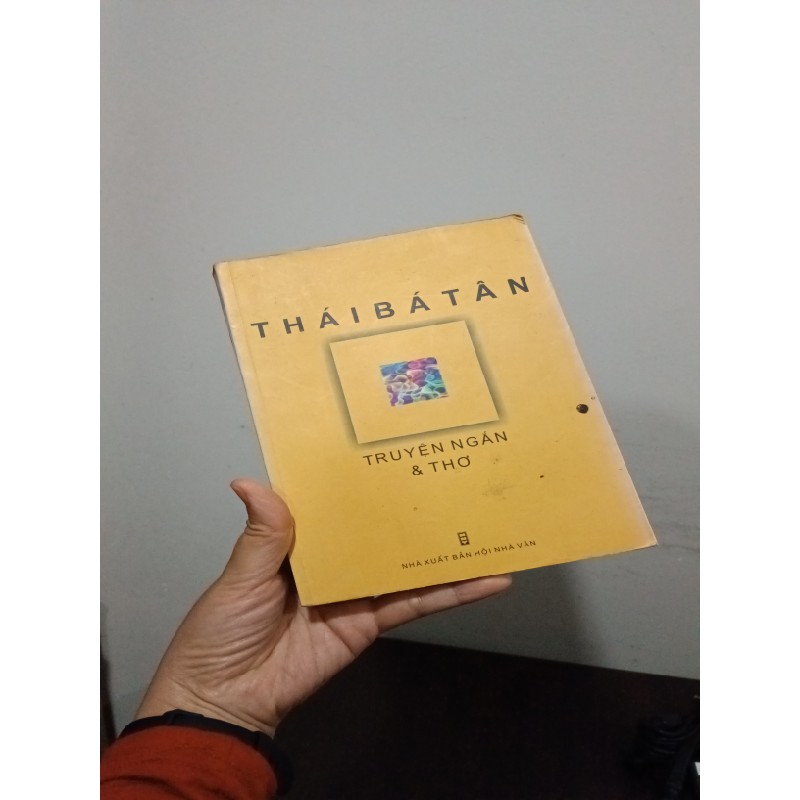 THÁI BÁ TÂN
TRUYỆN NGẮN
& THƠ
NHÀ XUẤT BẢN HỘI NHÀ VĂN